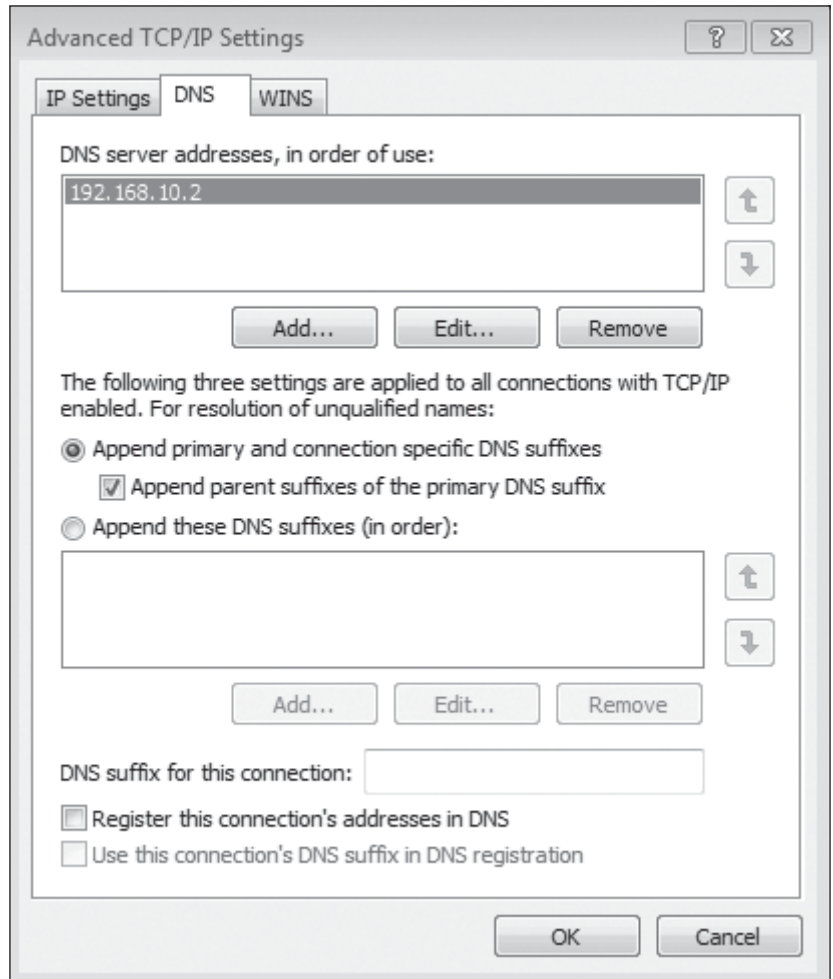 Advanced TCP/IP Settings
IP Settings
DNS
WINS
DNS server addresses, in order of use:
192.168.10.2
Add...
Edit...
Remove
The following three settings are applied to all connections with TCP/IP
enabled. For resolution of unqualified names:
Append primary and connection specific DNS suffixes
Append parent suffixes of the primary DNS suffix
Append these DNS suffixes (in order):
Add...
Edit...
Remove
DNS suffix for this connection:
Register this connection's addresses in DNS
Use this connection's DNS suffix in DNS registration
OK
Cancel